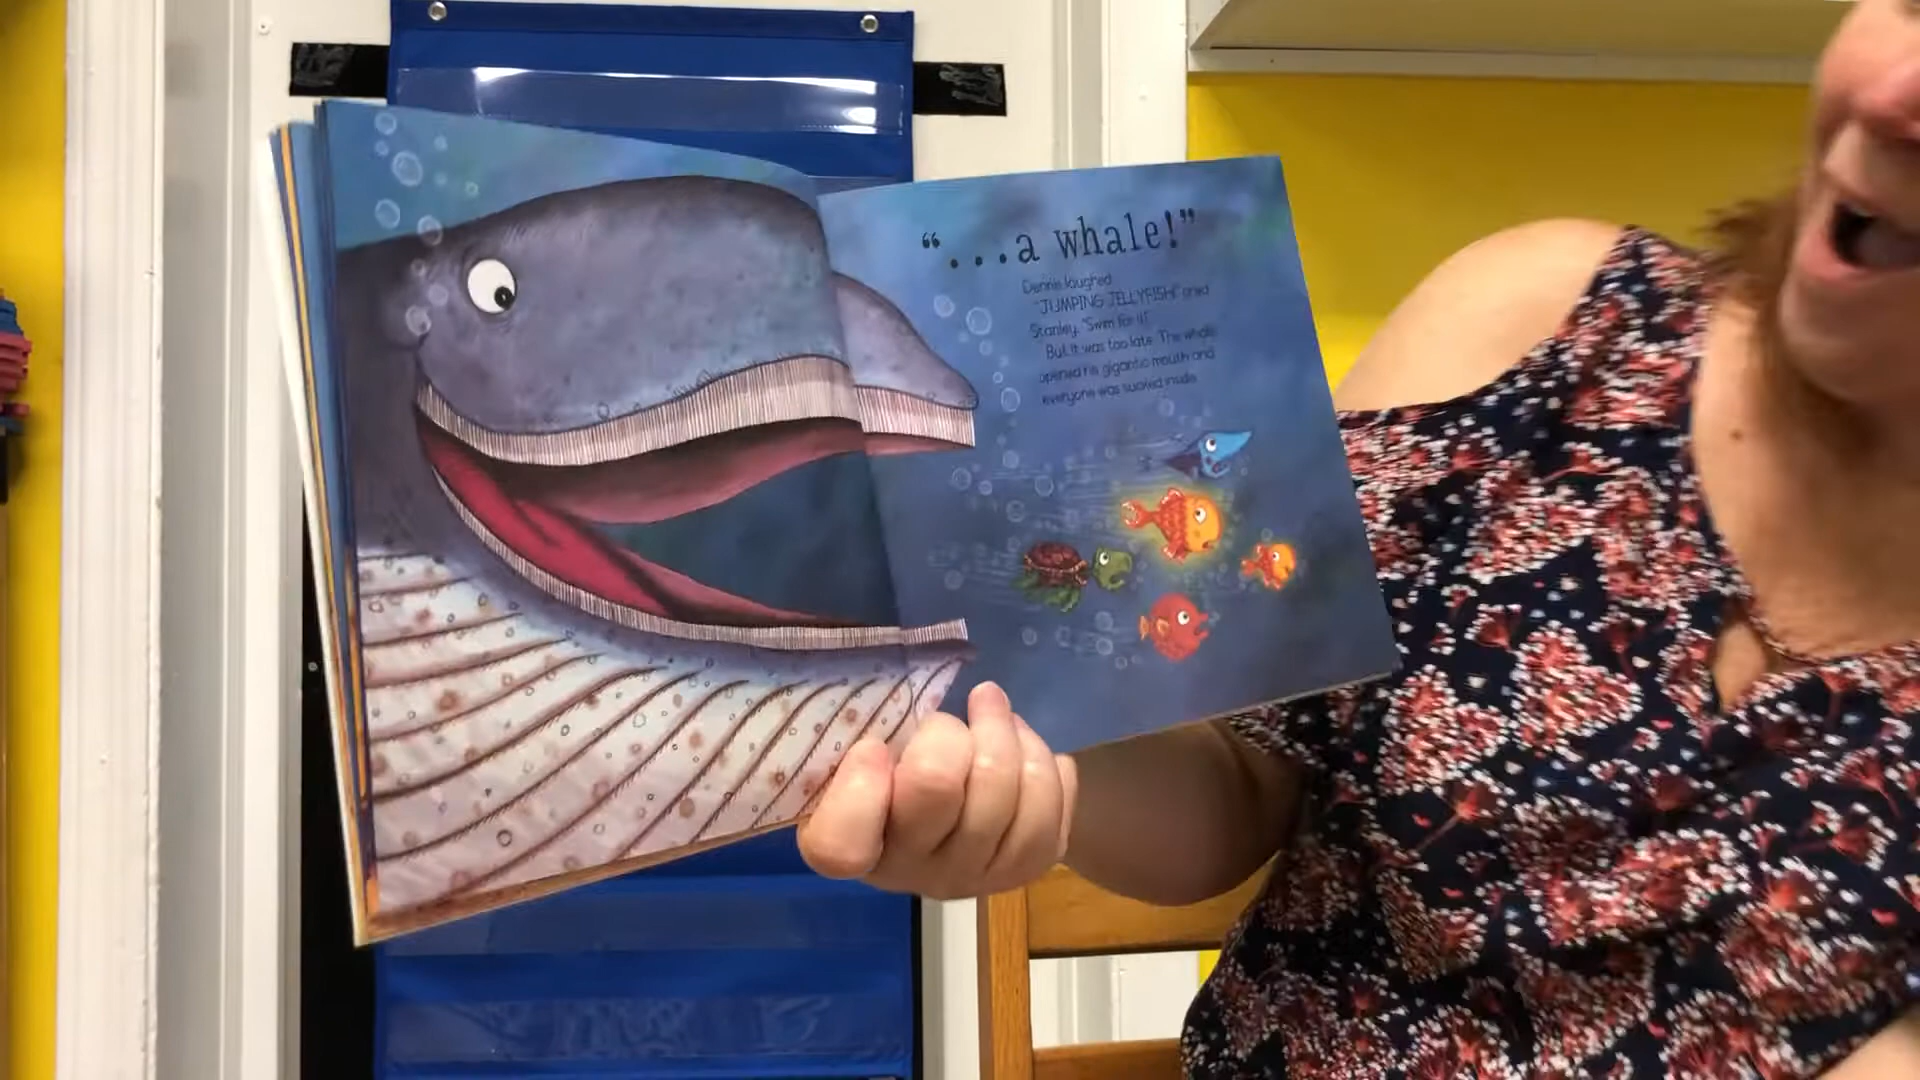 “...a whale!”
Dennis laughed.
"JUMPING JELLYFISH!" cried
Stanley. "Swim for it!"
But it was too late. The whale
opened his gigantic mouth and
everyone was sucked inside.